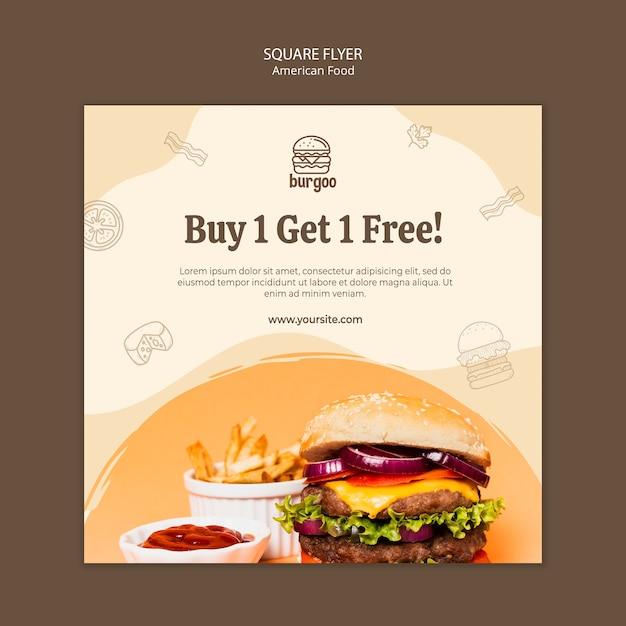 SQUARE FLYER
American Food
burgoo
Buy 1 Get 1 Free!
Lorem ipsum dolor sit amet, consectetur adipisicing elit, sed do
eiusmod tempor incididunt ut labore et dolore magna aliqua. Ut
enim ad minim veniam.
www.yoursite.com